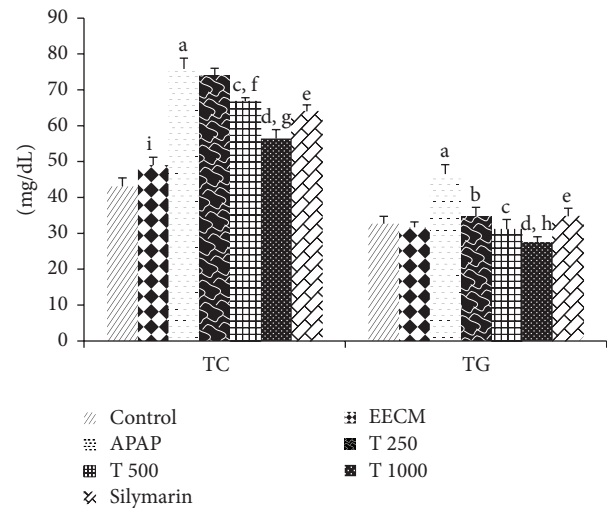 90
80
70
60
50
40
30
20
10
0
(mg/dL)
a
i
c, f
d, g
e
a
b
c
d, h
e
TC
TG
Control
EECM
APAP
T 250
T 500
T 1000
Silymarin